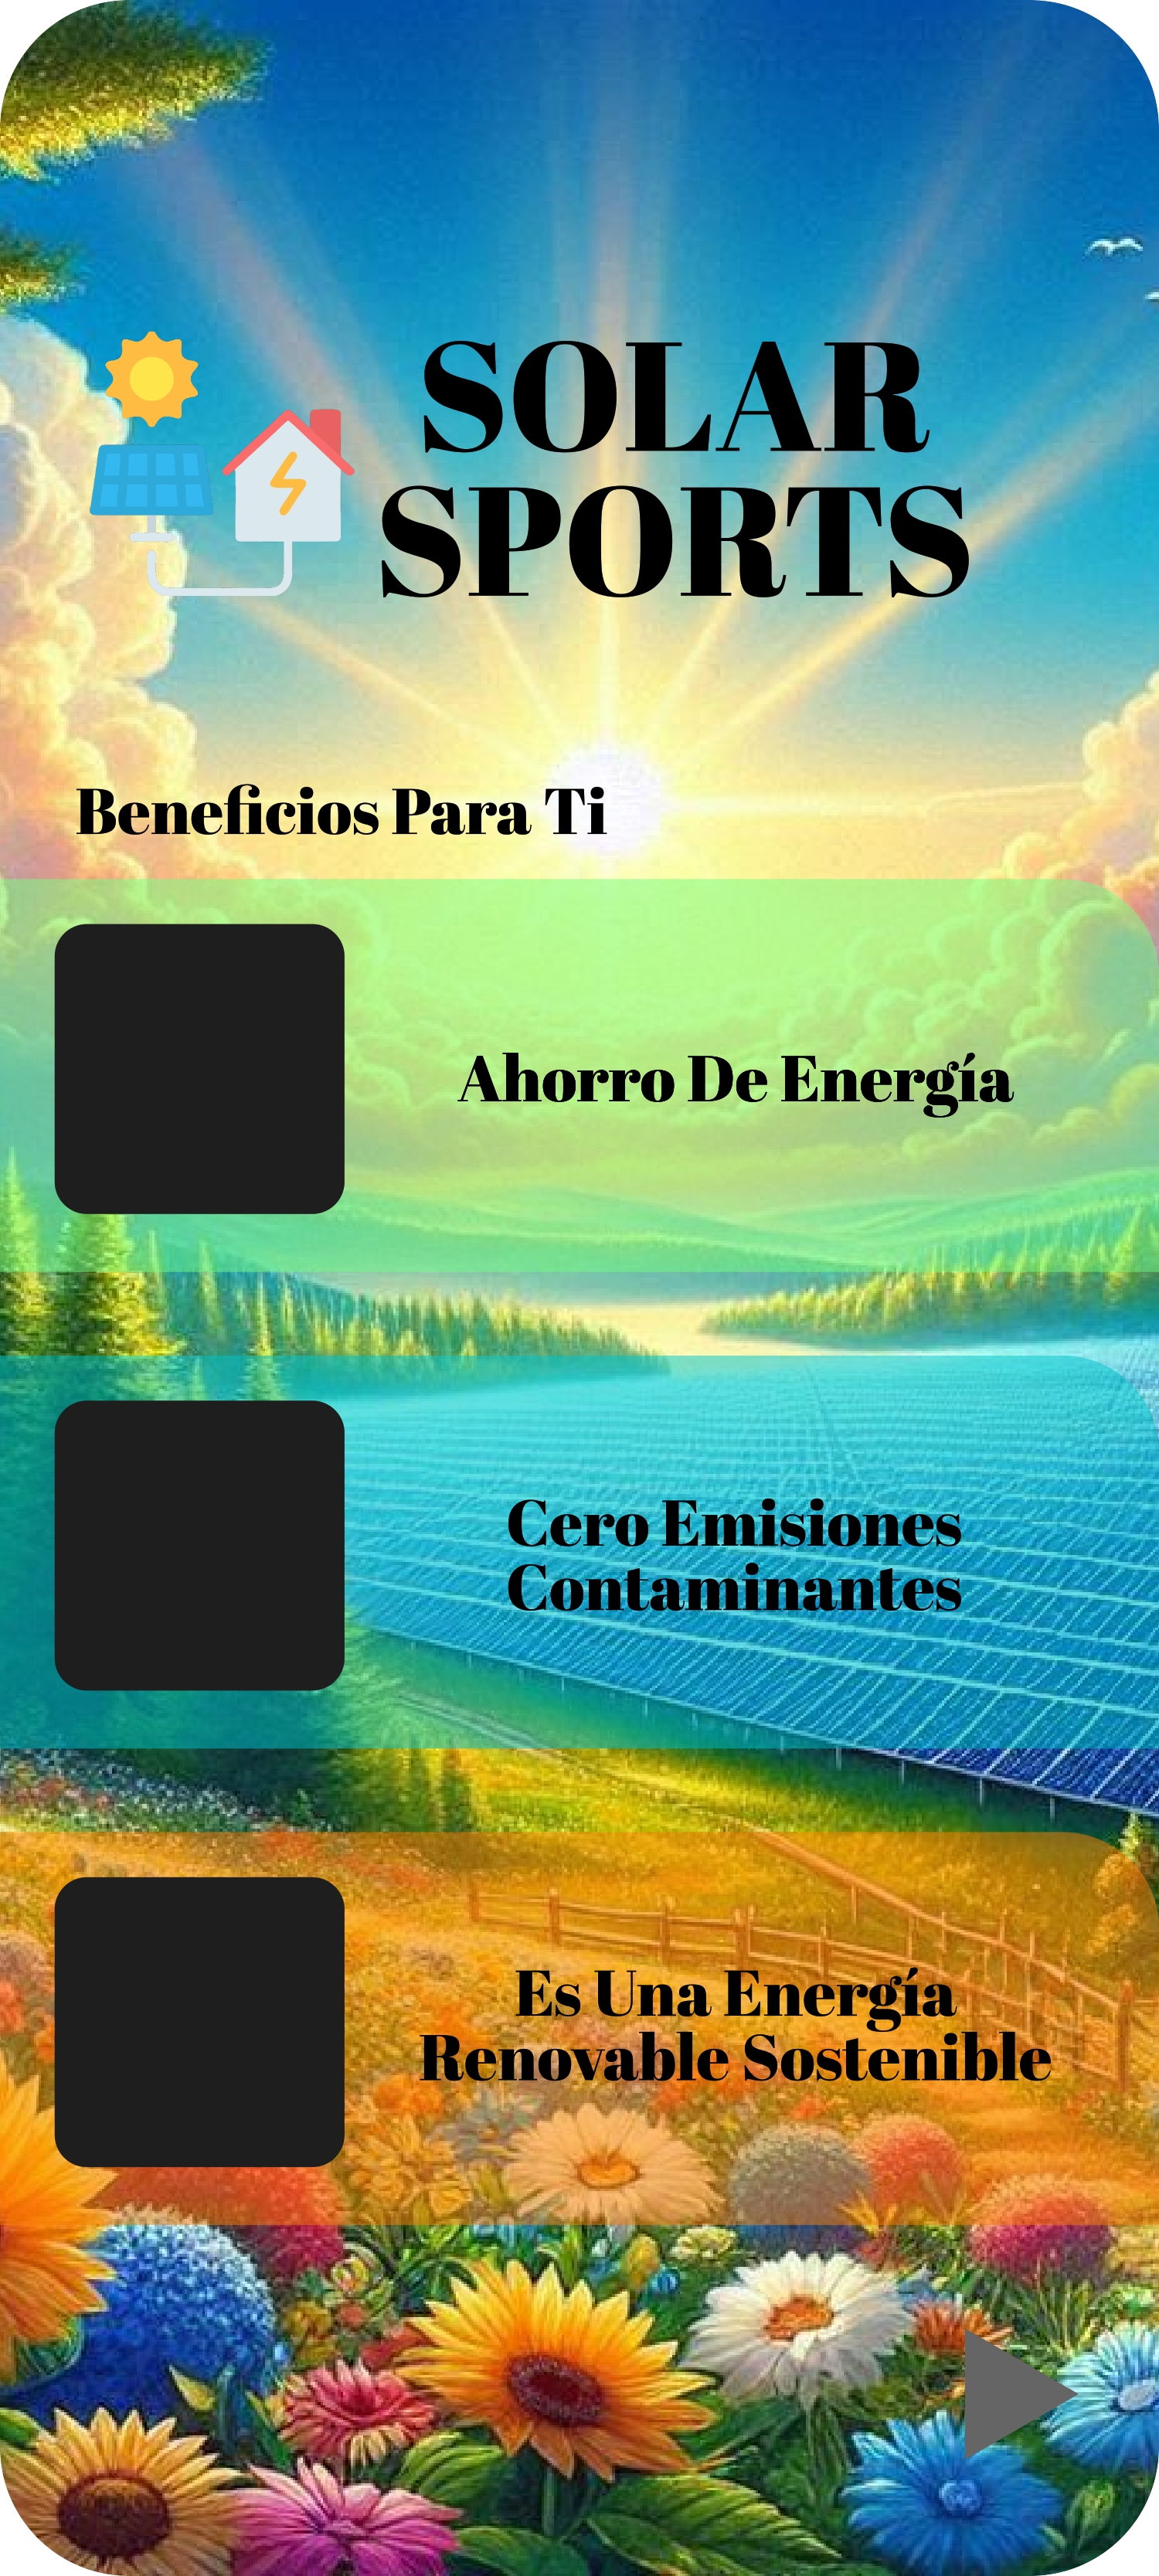 SOLAR
SPORTS
Beneficios Para Ti
Ahorro De Energía
Cero Emisiones
Contaminantes
Es Una Energía
Renovable Sostenible